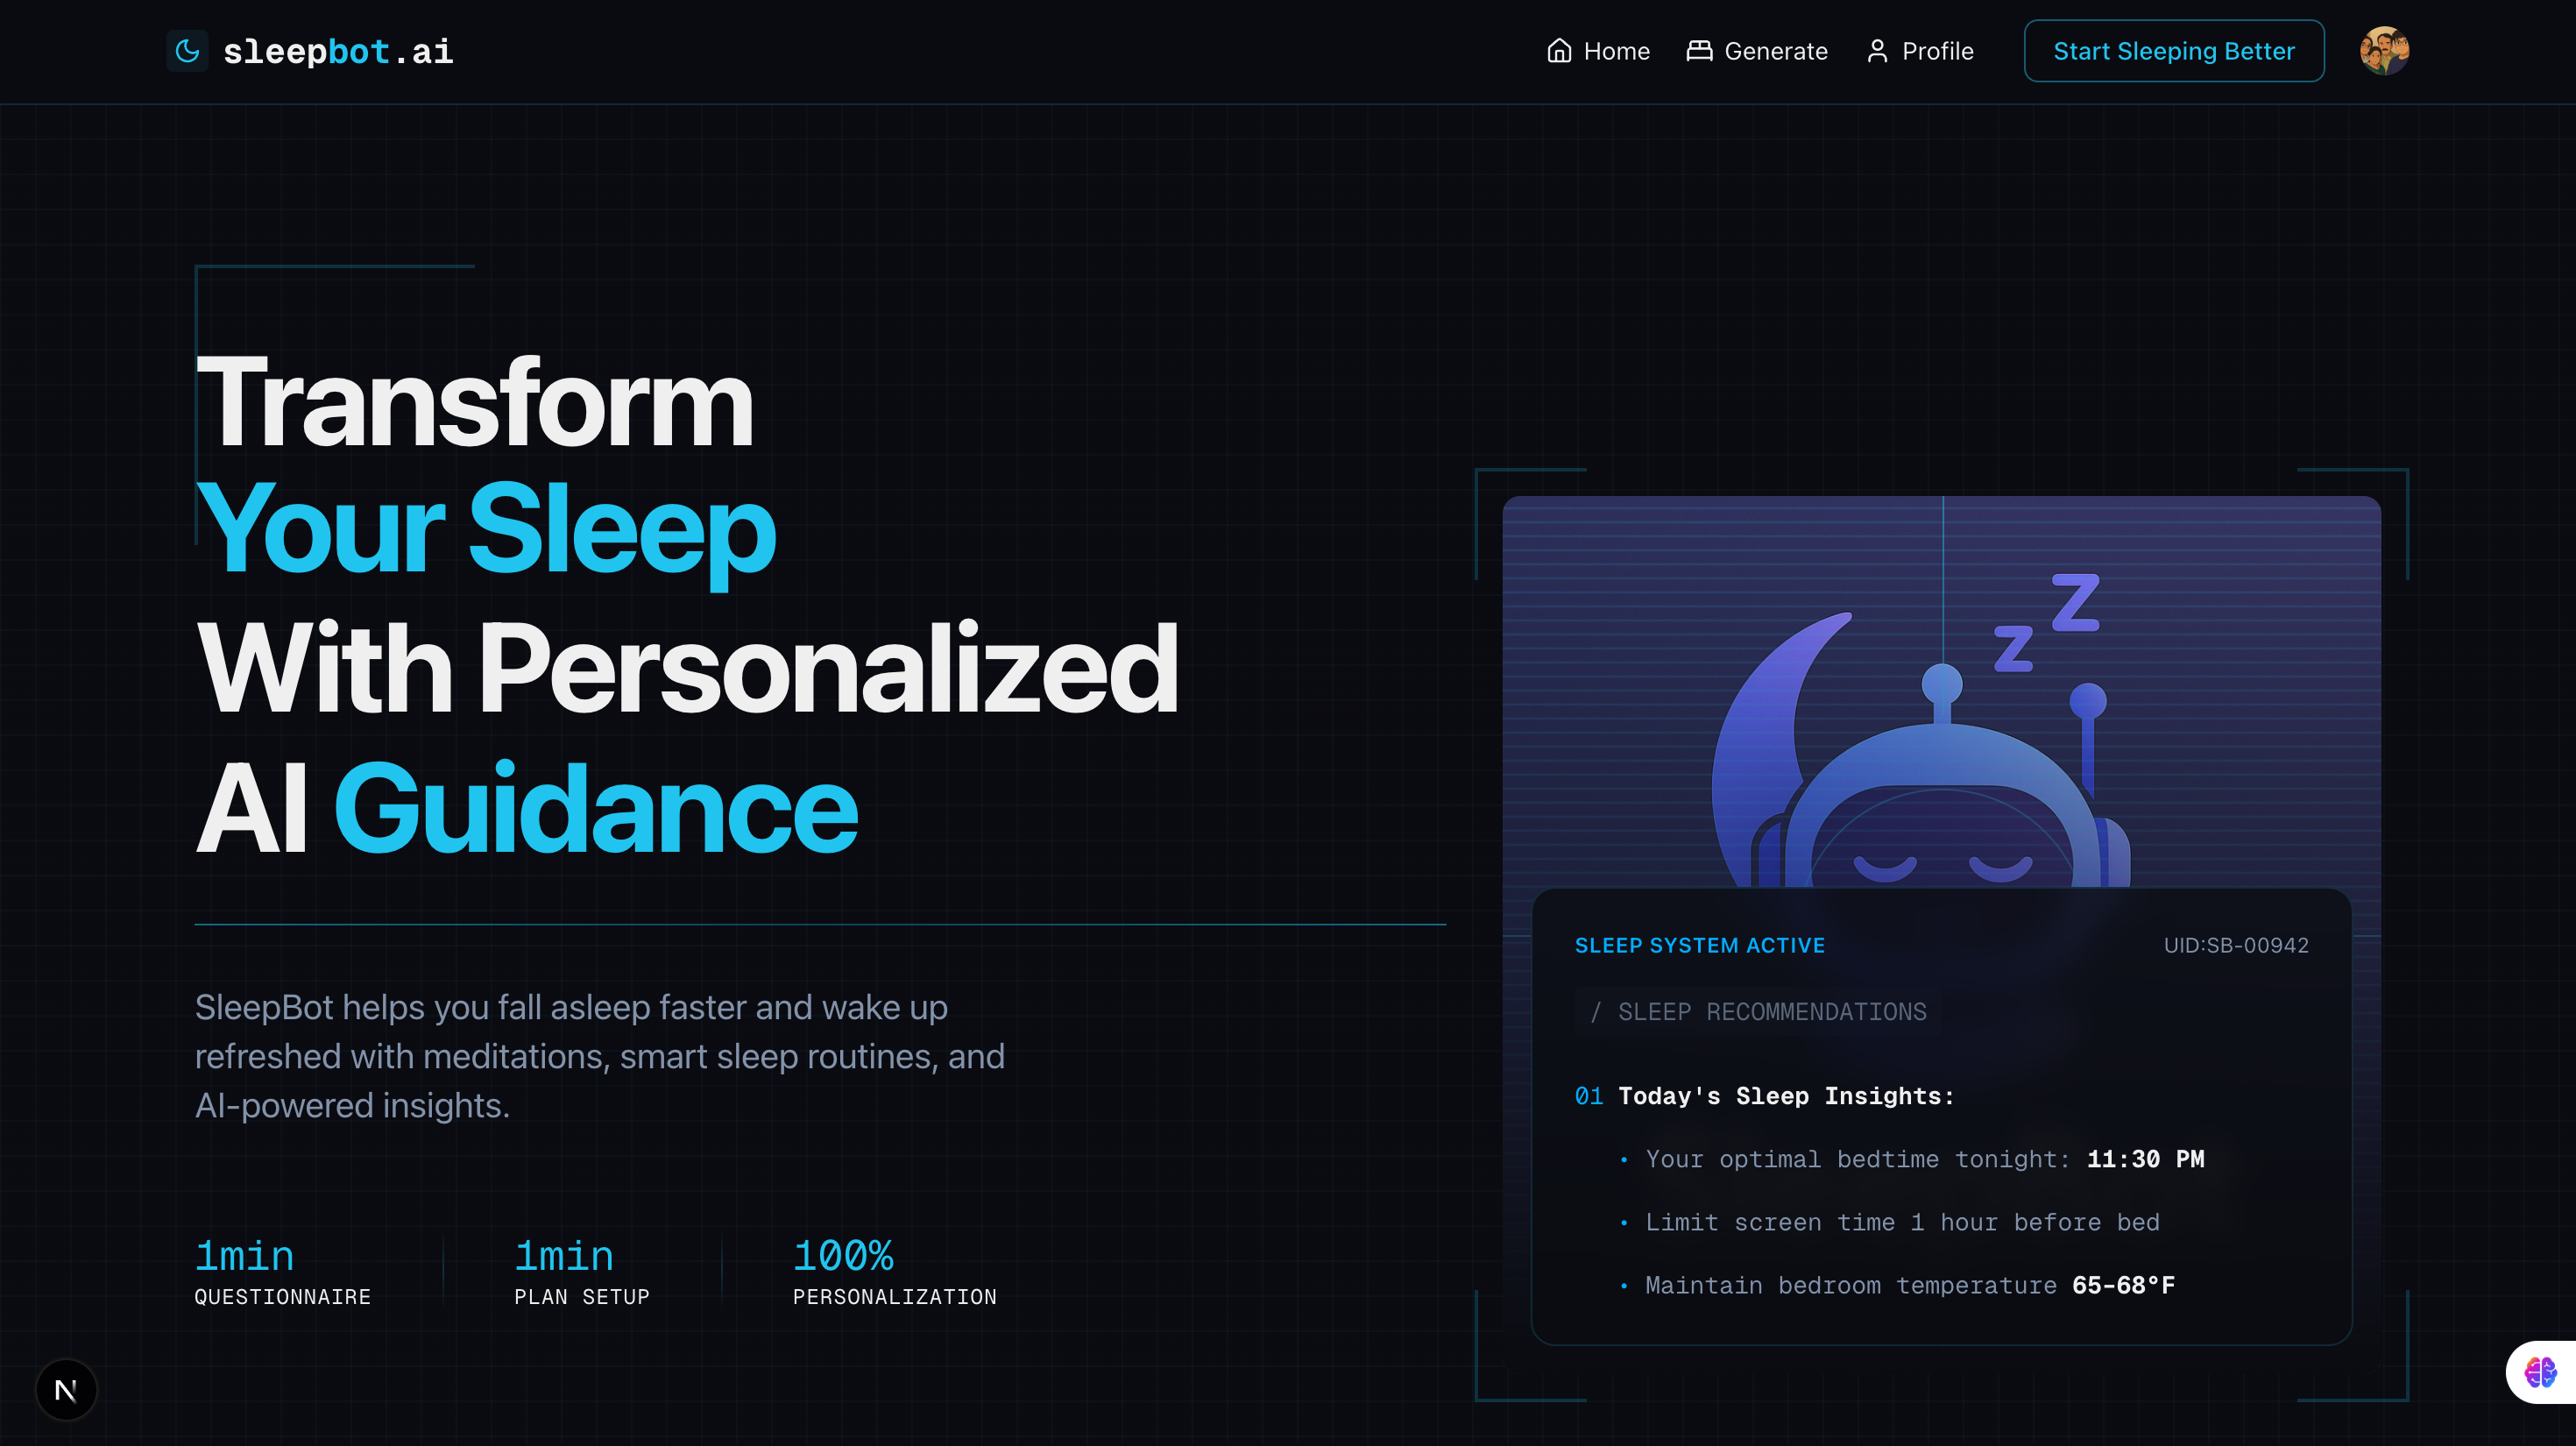 sleepbot.ai
Home
Generate
Profile
Start Sleeping Better
Transform
Your Sleep
With Personalized
AI Guidance
SleepBot helps you fall asleep faster and wake up
refreshed with meditations, smart sleep routines, and
AI-powered insights.
1min
QUESTIONNAIRE
1min
PLAN SETUP
100%
PERSONALIZATION
z Z
SLEEP SYSTEM ACTIVE
UID:SB-00942
/ SLEEP RECOMMENDATIONS
01 Today's Sleep Insights:
• Your optimal bedtime tonight: 11:30 PM
• Limit screen time 1 hour before bed
• Maintain bedroom temperature 65-68°F
N